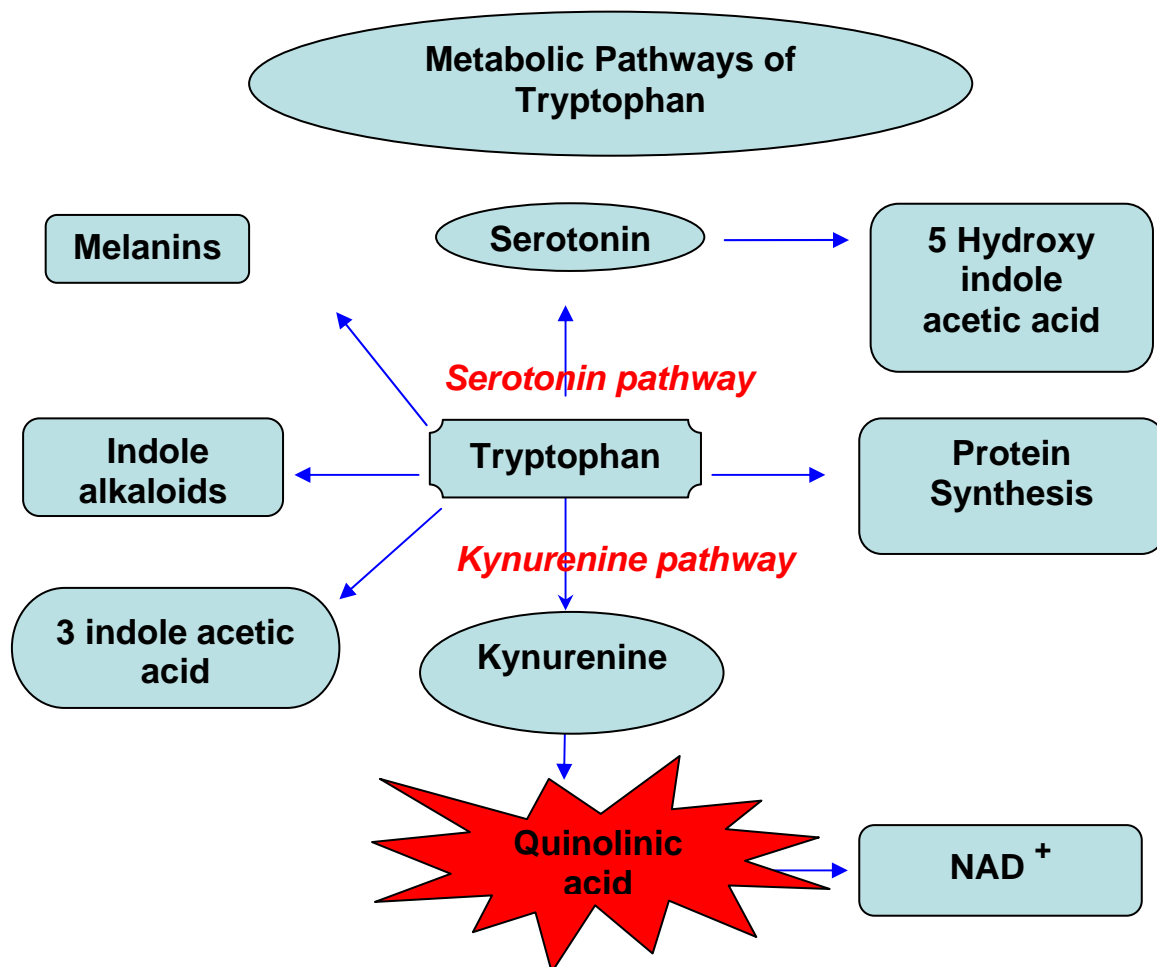 Metabolic Pathways of
Tryptophan
Melanins
Serotonin
5 Hydroxy
indole
acetic acid
Serotonin pathway
Indole
alkaloids
Tryptophan
Protein
Synthesis
Kynurenine pathway
3 indole acetic
acid
Kynurenine
Quinolinic
acid
NAD +